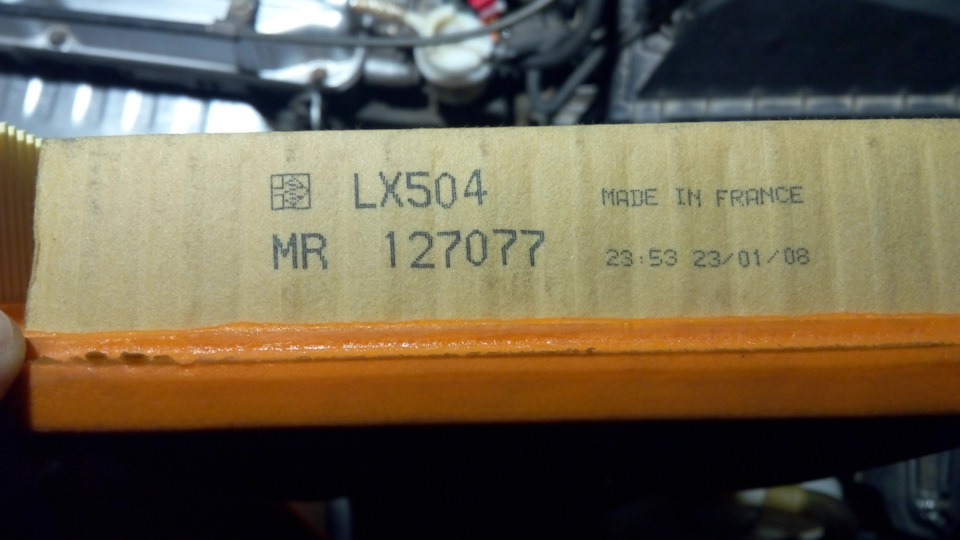 LX504
MR 127077
MADE IN FRANCE
23:53 23/01/08